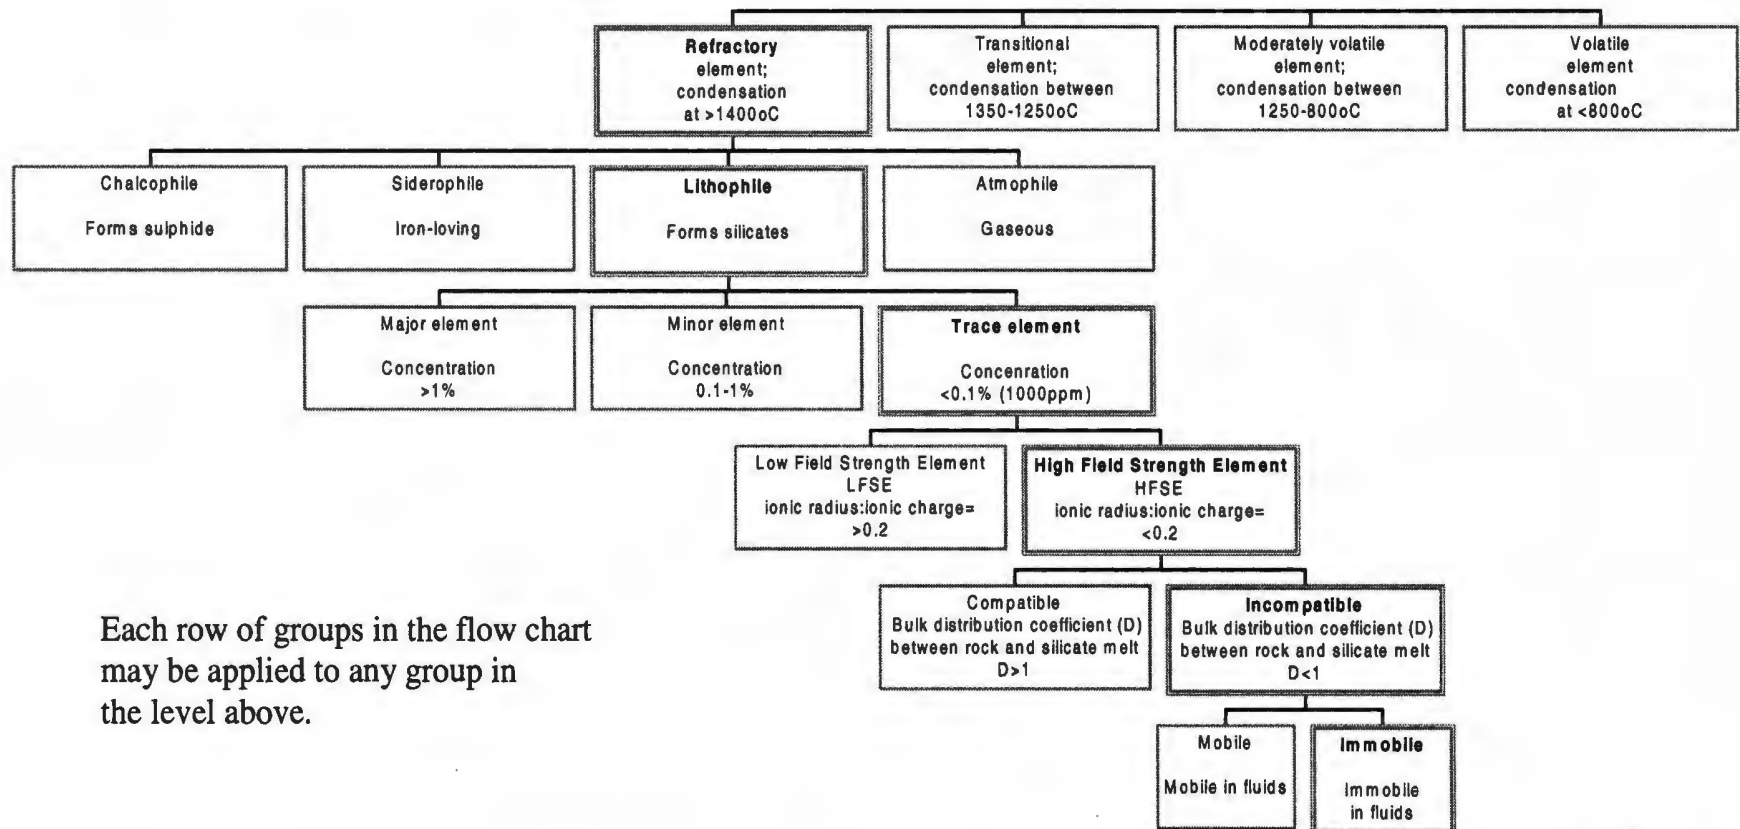 Refractory
element;
condensation
at >1400oC
Transitional
element;
condensation between
1350-1250oC
Moderately volatile
element;
condensation between
1250-800oC
Volatile
element
condensation
at <800oC
Chalcophile
Forms sulphide
Siderophile
Iron-loving
Lithophile
Forms silicates
Atmophile
Gaseous
Major element
Concentration
>1%
Minor element
Concentration
0.1-1%
Trace element
Concenration
<0.1% (1000ppm)
Low Field Strength Element
LFSE
ionic radius:ionic charge=
>0.2
High Field Strength Element
HFSE
ionic radius:ionic charge=
<0.2
Compatible
Bulk distribution coefficient (D)
between rock and silicate melt
D>1
Incompatible
Bulk distribution coefficient (D)
between rock and silicate melt
D<1
Mobile
Mobile in fluids
Immobile
Immobile
in fluids
Each row of groups in the flow chart
may be applied to any group in
the level above.